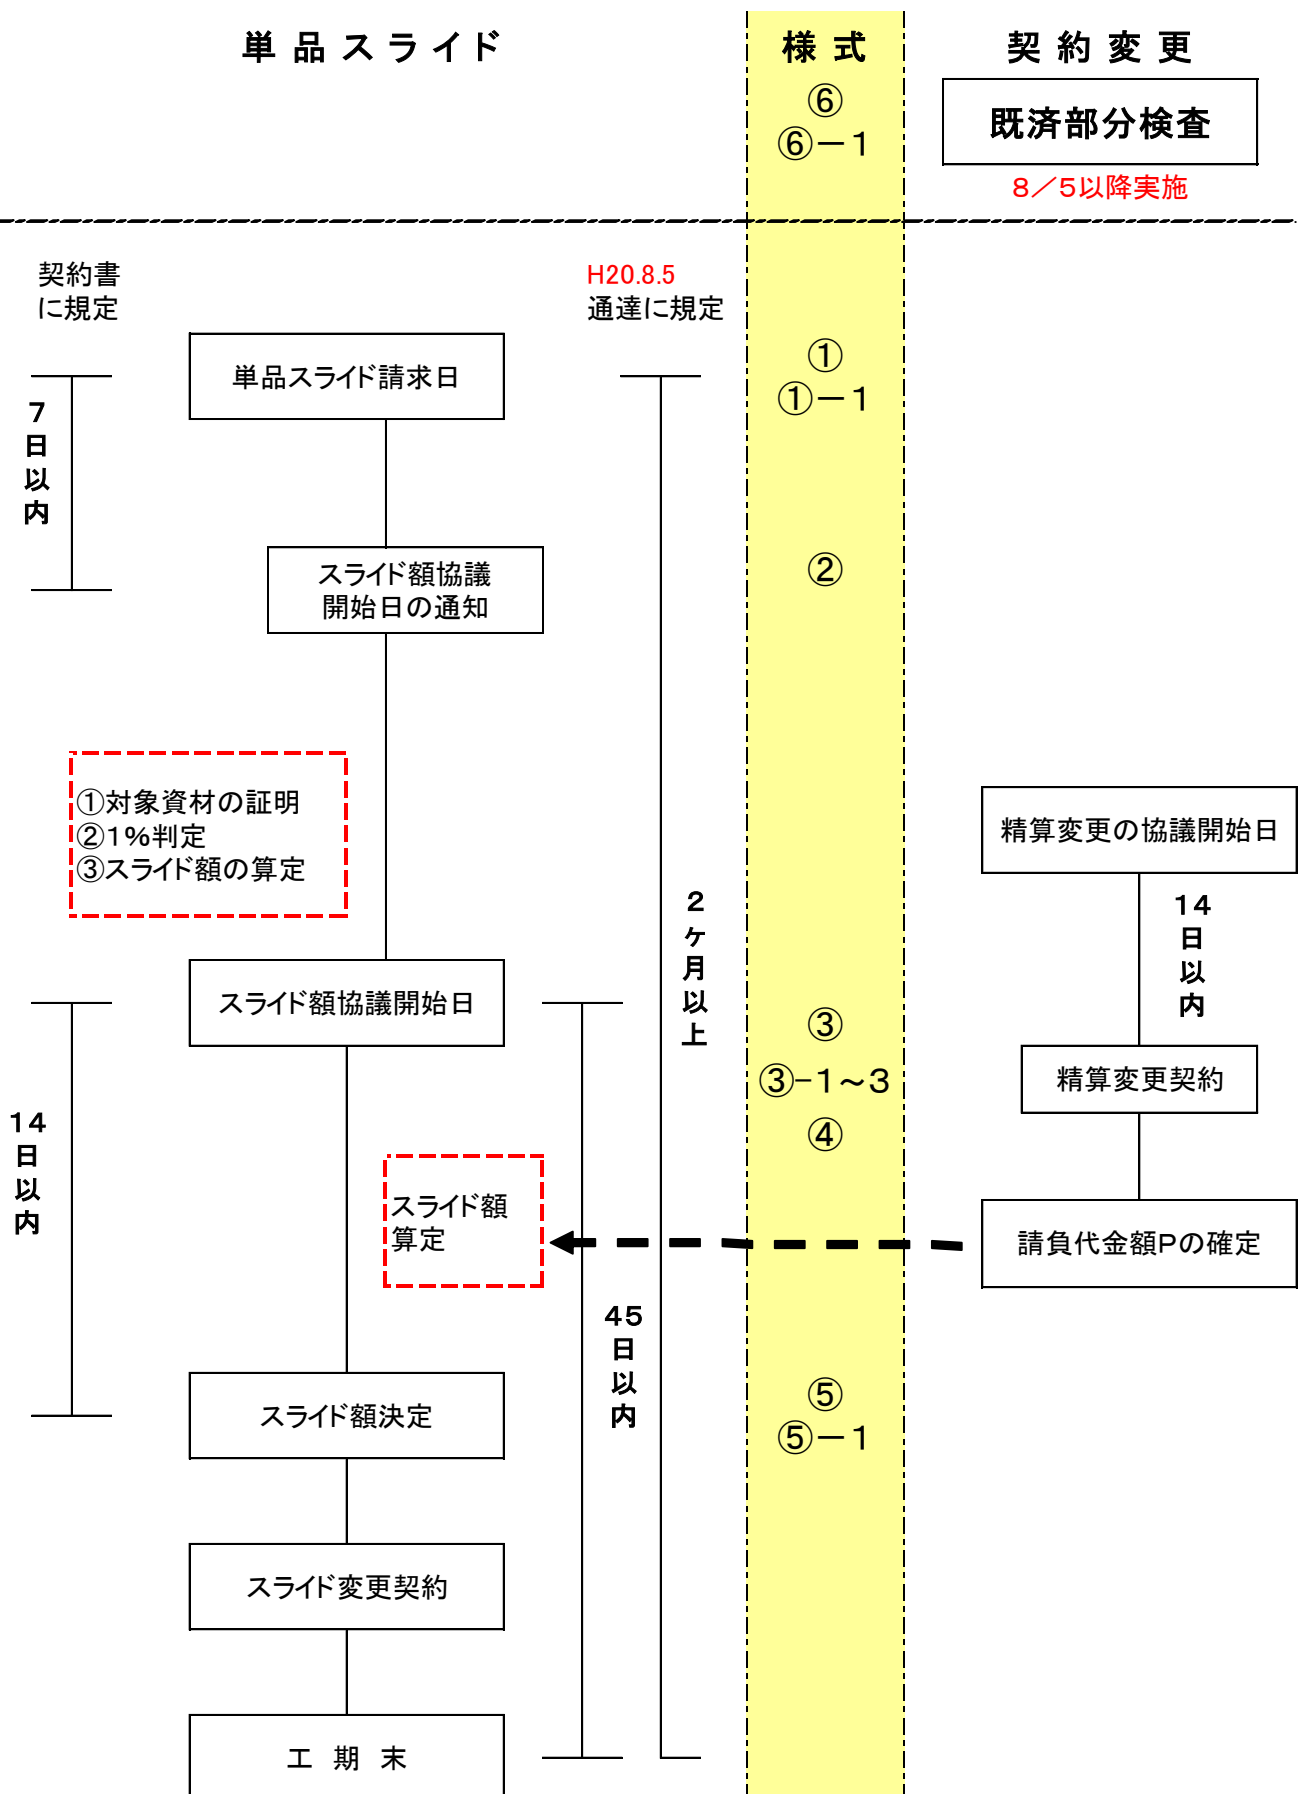 単品スライド
様式
契約変更
⑥
⑥－１
既済部分検査
８／５以降実施
契約書
に規定
H20.8.5
通達に規定
単品スライド請求日
①
①－１
７日以内
スライド額協議
開始日の通知
②
①対象資材の証明
②１％判定
③スライド額の算定
精算変更の協議開始日
２ヶ月以上
１４日以内
スライド額協議開始日
③
③-１～３
④
精算変更契約
１４日以内
スライド額
算定
請負代金額Ｐの確定
４５日以内
スライド額決定
⑤
⑤－１
スライド変更契約
工期末